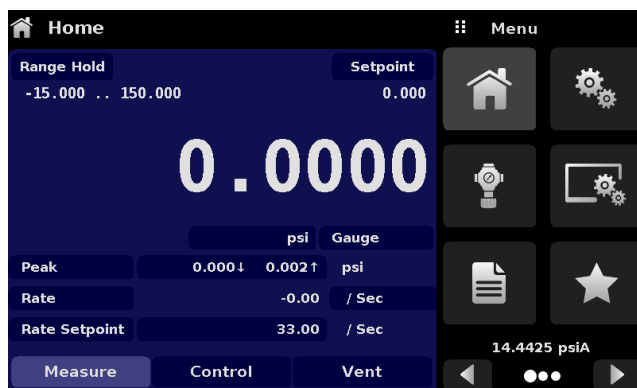 Home
Menu
Range Hold
Setpoint
-15.000 .. 150.000
0.000
0.0000
psi
Gauge
Peak 0.000↓ 0.002↑ psi
Rate -0.00 / Sec
Rate Setpoint 33.00 / Sec
14.4425 psiA
Measure Control Vent